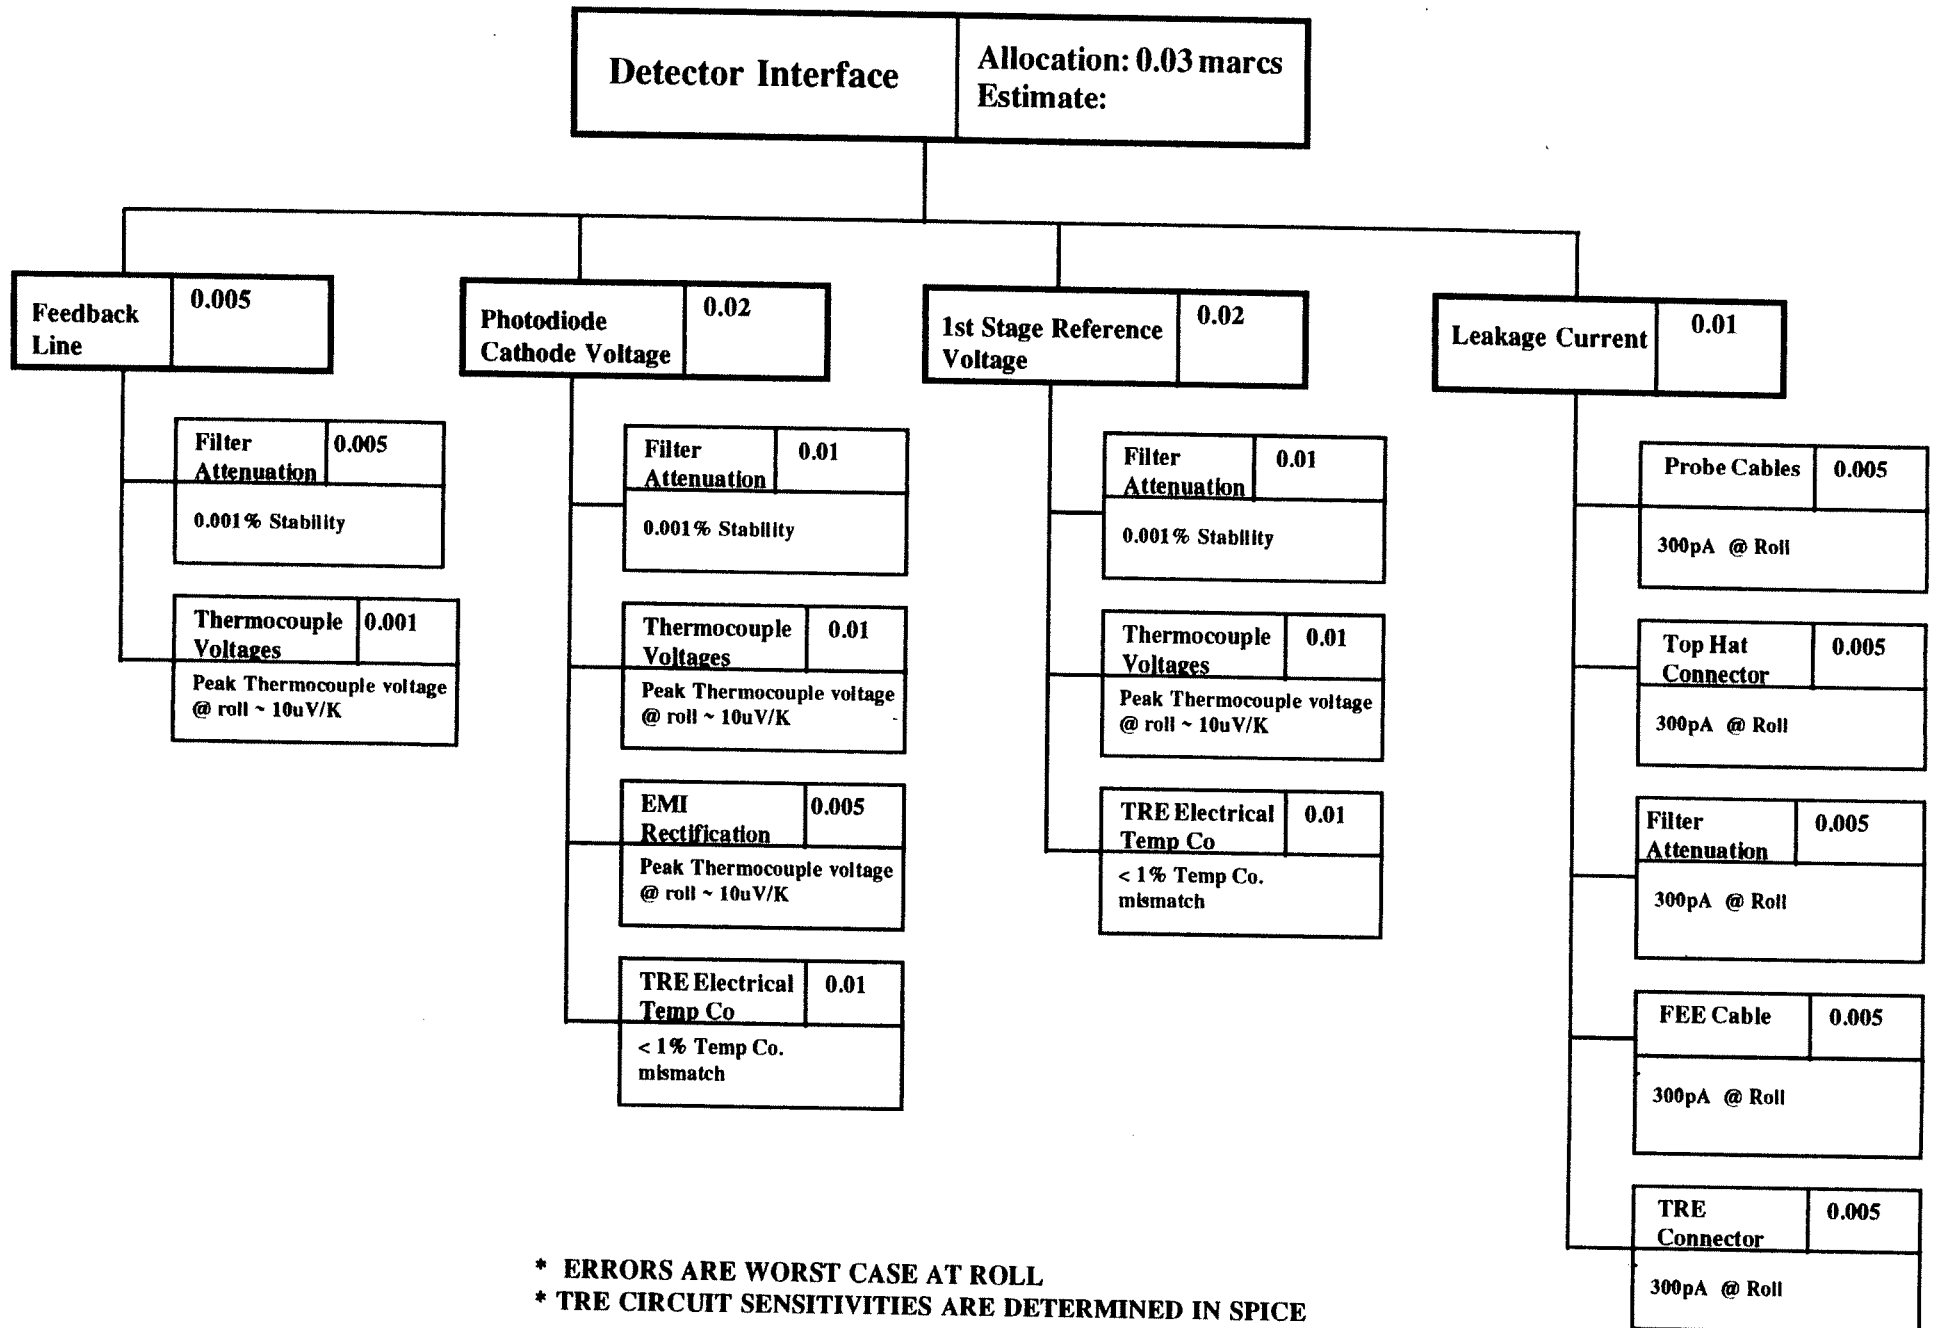 Detector Interface
Allocation: 0.03 marcs
Estimate:
Feedback
Line
0.005
Filter
Attenuation
0.005
0.001% Stability
Thermocouple
Voltages
0.001
Peak Thermocouple voltage
@ roll ~ 10uV/K
Photodiode
Cathode Voltage
0.02
Filter
Attenuation
0.01
0.001% Stability
Thermocouple
Voltages
0.01
Peak Thermocouple voltage
@ roll ~ 10uV/K
EMI
Rectification
0.005
Peak Thermocouple voltage
@ roll ~ 10uV/K
TRE Electrical
Temp Co
0.01
< 1% Temp Co.
mismatch
1st Stage Reference
Voltage
0.02
Filter
Attenuation
0.01
0.001% Stability
Thermocouple
Voltages
0.01
Peak Thermocouple voltage
@ roll ~ 10uV/K
TRE Electrical
Temp Co
0.01
< 1% Temp Co.
mismatch
Leakage Current
0.01
Probe Cables
0.005
300pA @ Roll
Top Hat
Connector
0.005
300pA @ Roll
Filter
Attenuation
0.005
300pA @ Roll
FEE Cable
0.005
300pA @ Roll
TRE
Connector
0.005
300pA @ Roll
* ERRORS ARE WORST CASE AT ROLL
* TRE CIRCUIT SENSITIVITIES ARE DETERMINED IN SPICE